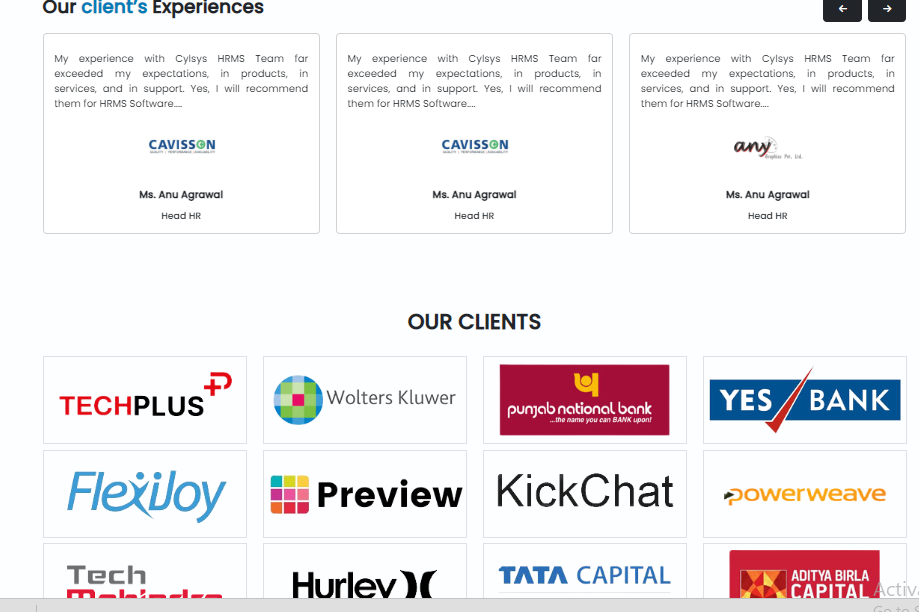 Our client's Experiences
My experience with Cylsys HRMS Team far
exceeded my expectations, in products, in
services, and in support. Yes, I will recommend
them for HRMS Software....
CAVISSON
Ms. Anu Agrawal
Head HR
My experience with Cylsys HRMS Team far
exceeded my expectations, in products, in
services, and in support. Yes, I will recommend
them for HRMS Software....
CAVISSON
Ms. Anu Agrawal
Head HR
My experience with Cylsys HRMS Team far
exceeded my expectations, in products, in
services, and in support. Yes, I will recommend
them for HRMS Software....
any
Graphics Pvt. Ltd.
Ms. Anu Agrawal
Head HR
OUR CLIENTS
TECHPLUS
Wolters Kluwer
punjab national bank
...the name you can BANK upon!
YES BANK
FlexiJoy
Preview
KickChat
powerweave
Tech
Mahindra
Hurley
TATA CAPITAL
ADITYA BIRLA
CAPITAL
Activ
Go to S